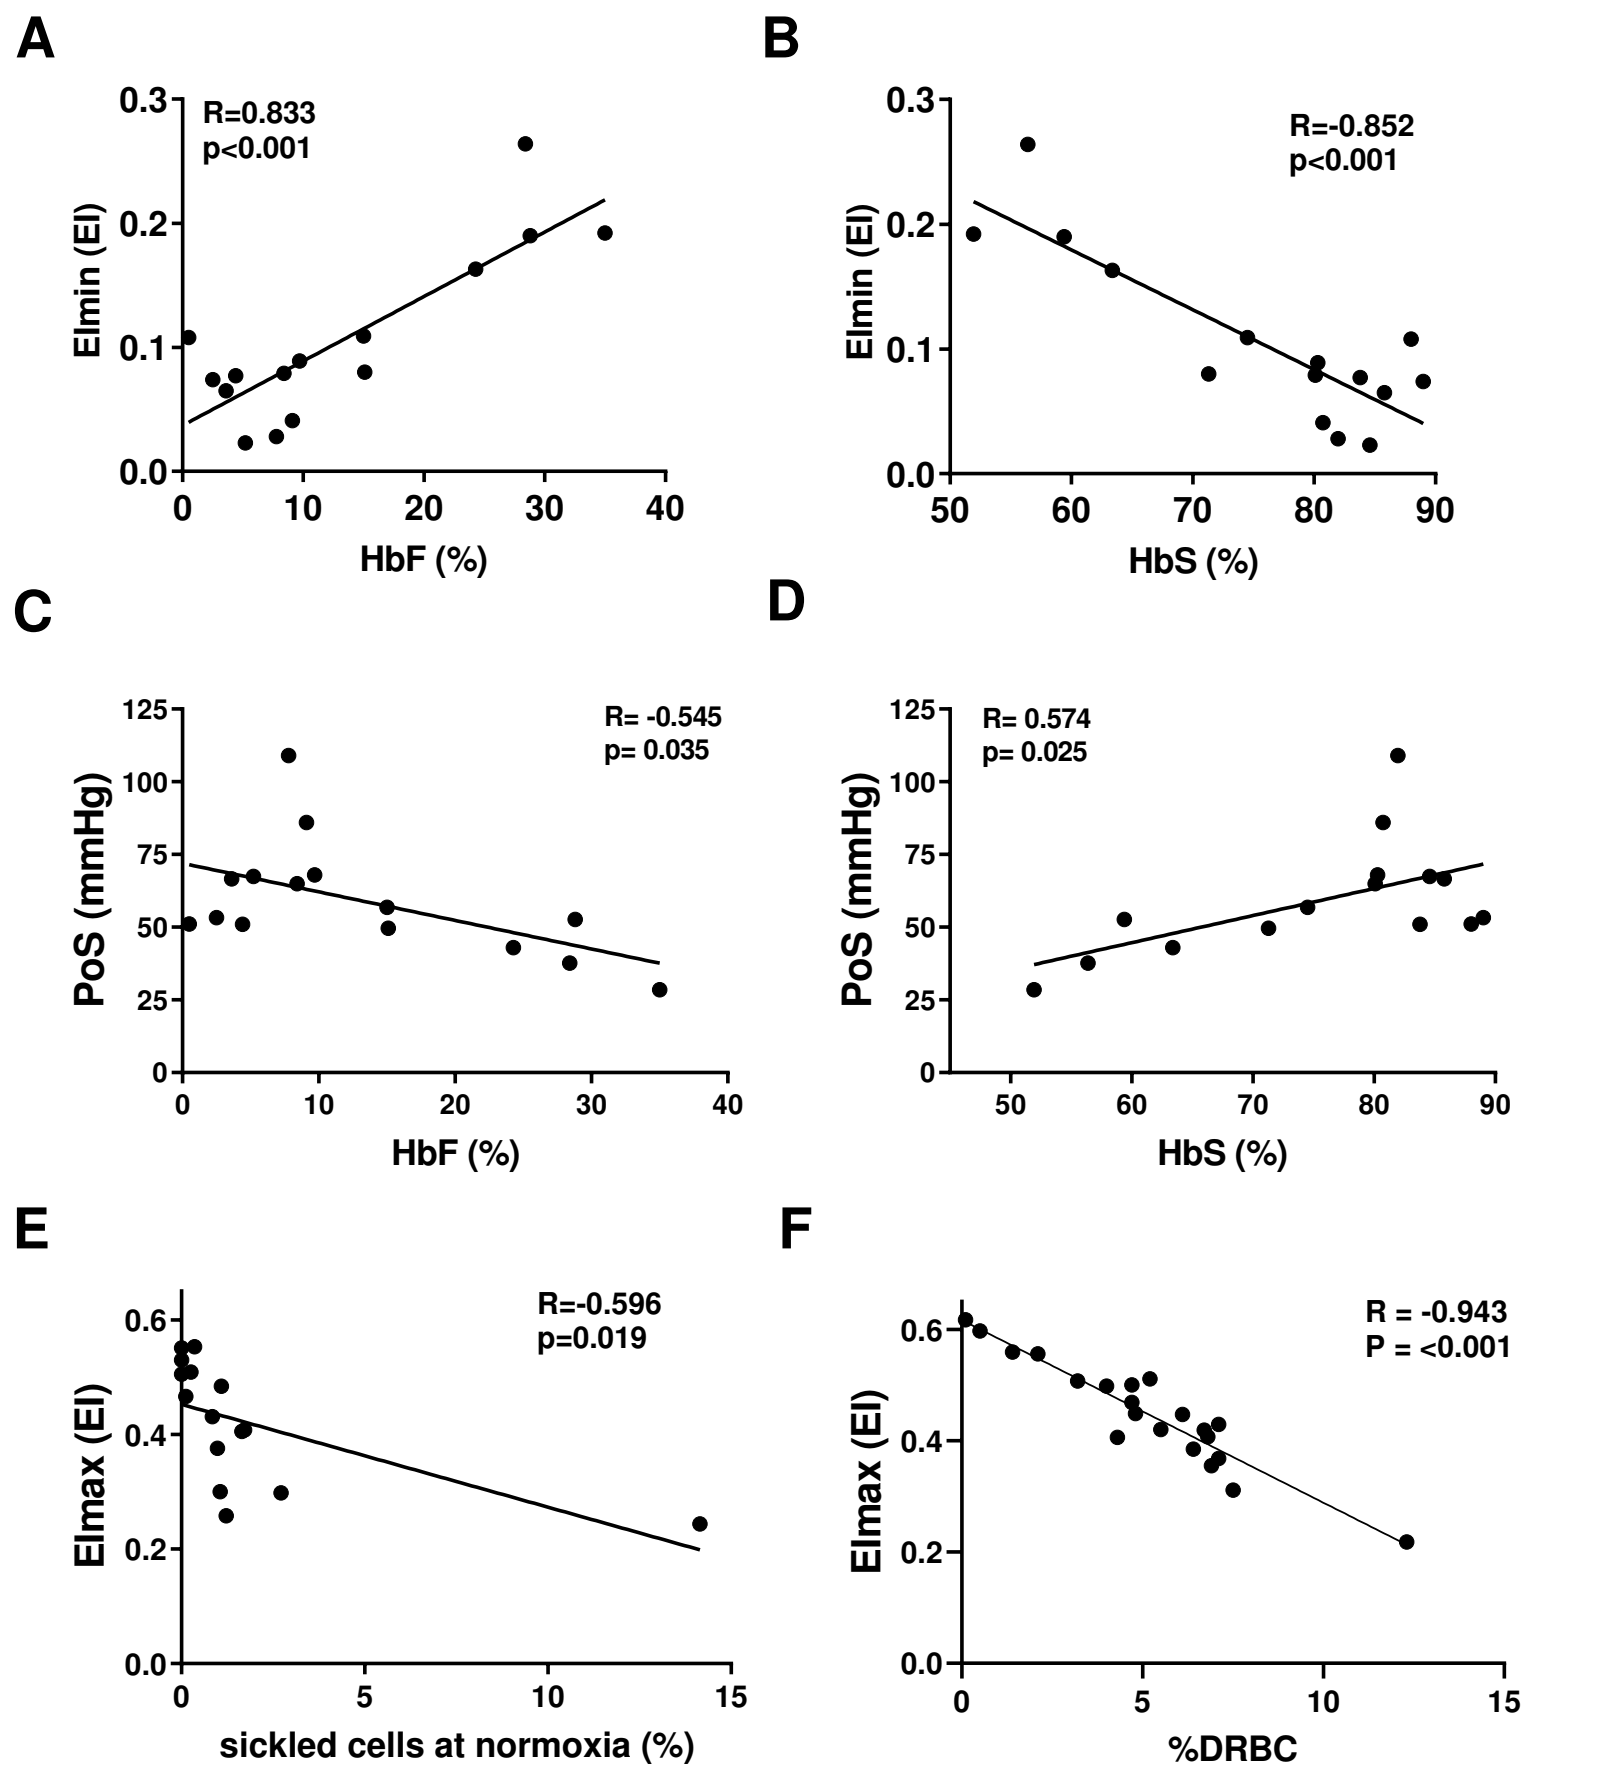 A
B
R=0.833
p<0.001
EImin (EI)
0.3
0.2
0.1
0.0
0 10 20 30 40
HbF (%)
R=-0.852
p<0.001
EImin (EI)
0.3
0.2
0.1
0.0
50 60 70 80 90
HbS (%)
C
D
R= -0.545
p= 0.035
PoS (mmHg)
125
100
75
50
25
0
0 10 20 30 40
HbF (%)
R= 0.574
p= 0.025
PoS (mmHg)
125
100
75
50
25
0
50 60 70 80 90
HbS (%)
E
F
R=-0.596
p=0.019
EImax (EI)
0.6
0.4
0.2
0.0
0 5 10 15
sickled cells at normoxia (%)
R = -0.943
P = <0.001
EImax (EI)
0.6
0.4
0.2
0.0
0 5 10 15
%DRBC